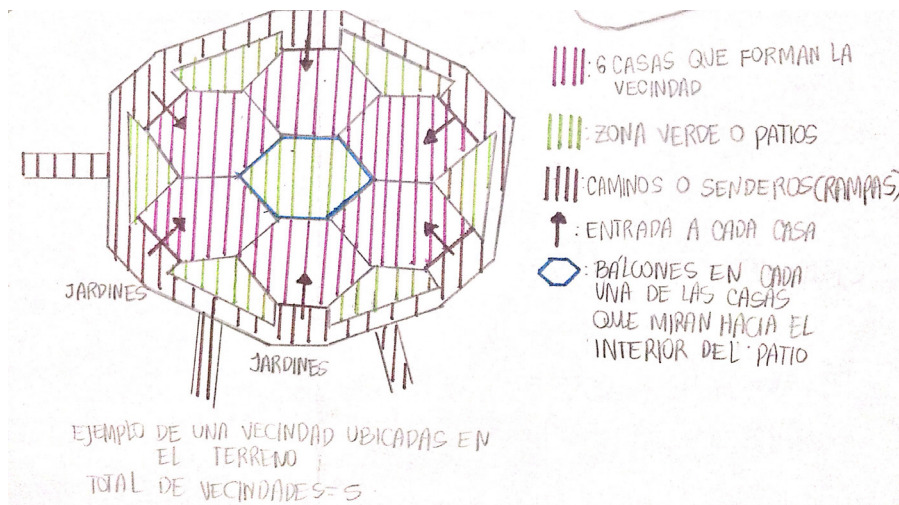 : 6 CASAS QUE FORMAN LA
VECINDAD
: ZONA VERDE O PATIOS
: CAMINOS O SENDEROS(RAMPAS)
: ENTRADA A CADA CASA
: BALCONES EN CADA
UNA DE LAS CASAS
QUE MIRAN HACIA EL
INTERIOR DEL PATIO
JARDINES
JARDINES
EJEMPLO DE UNA VECINDAD UBICADAS EN
EL TERRENO
TOTAL DE VECINDADES=5